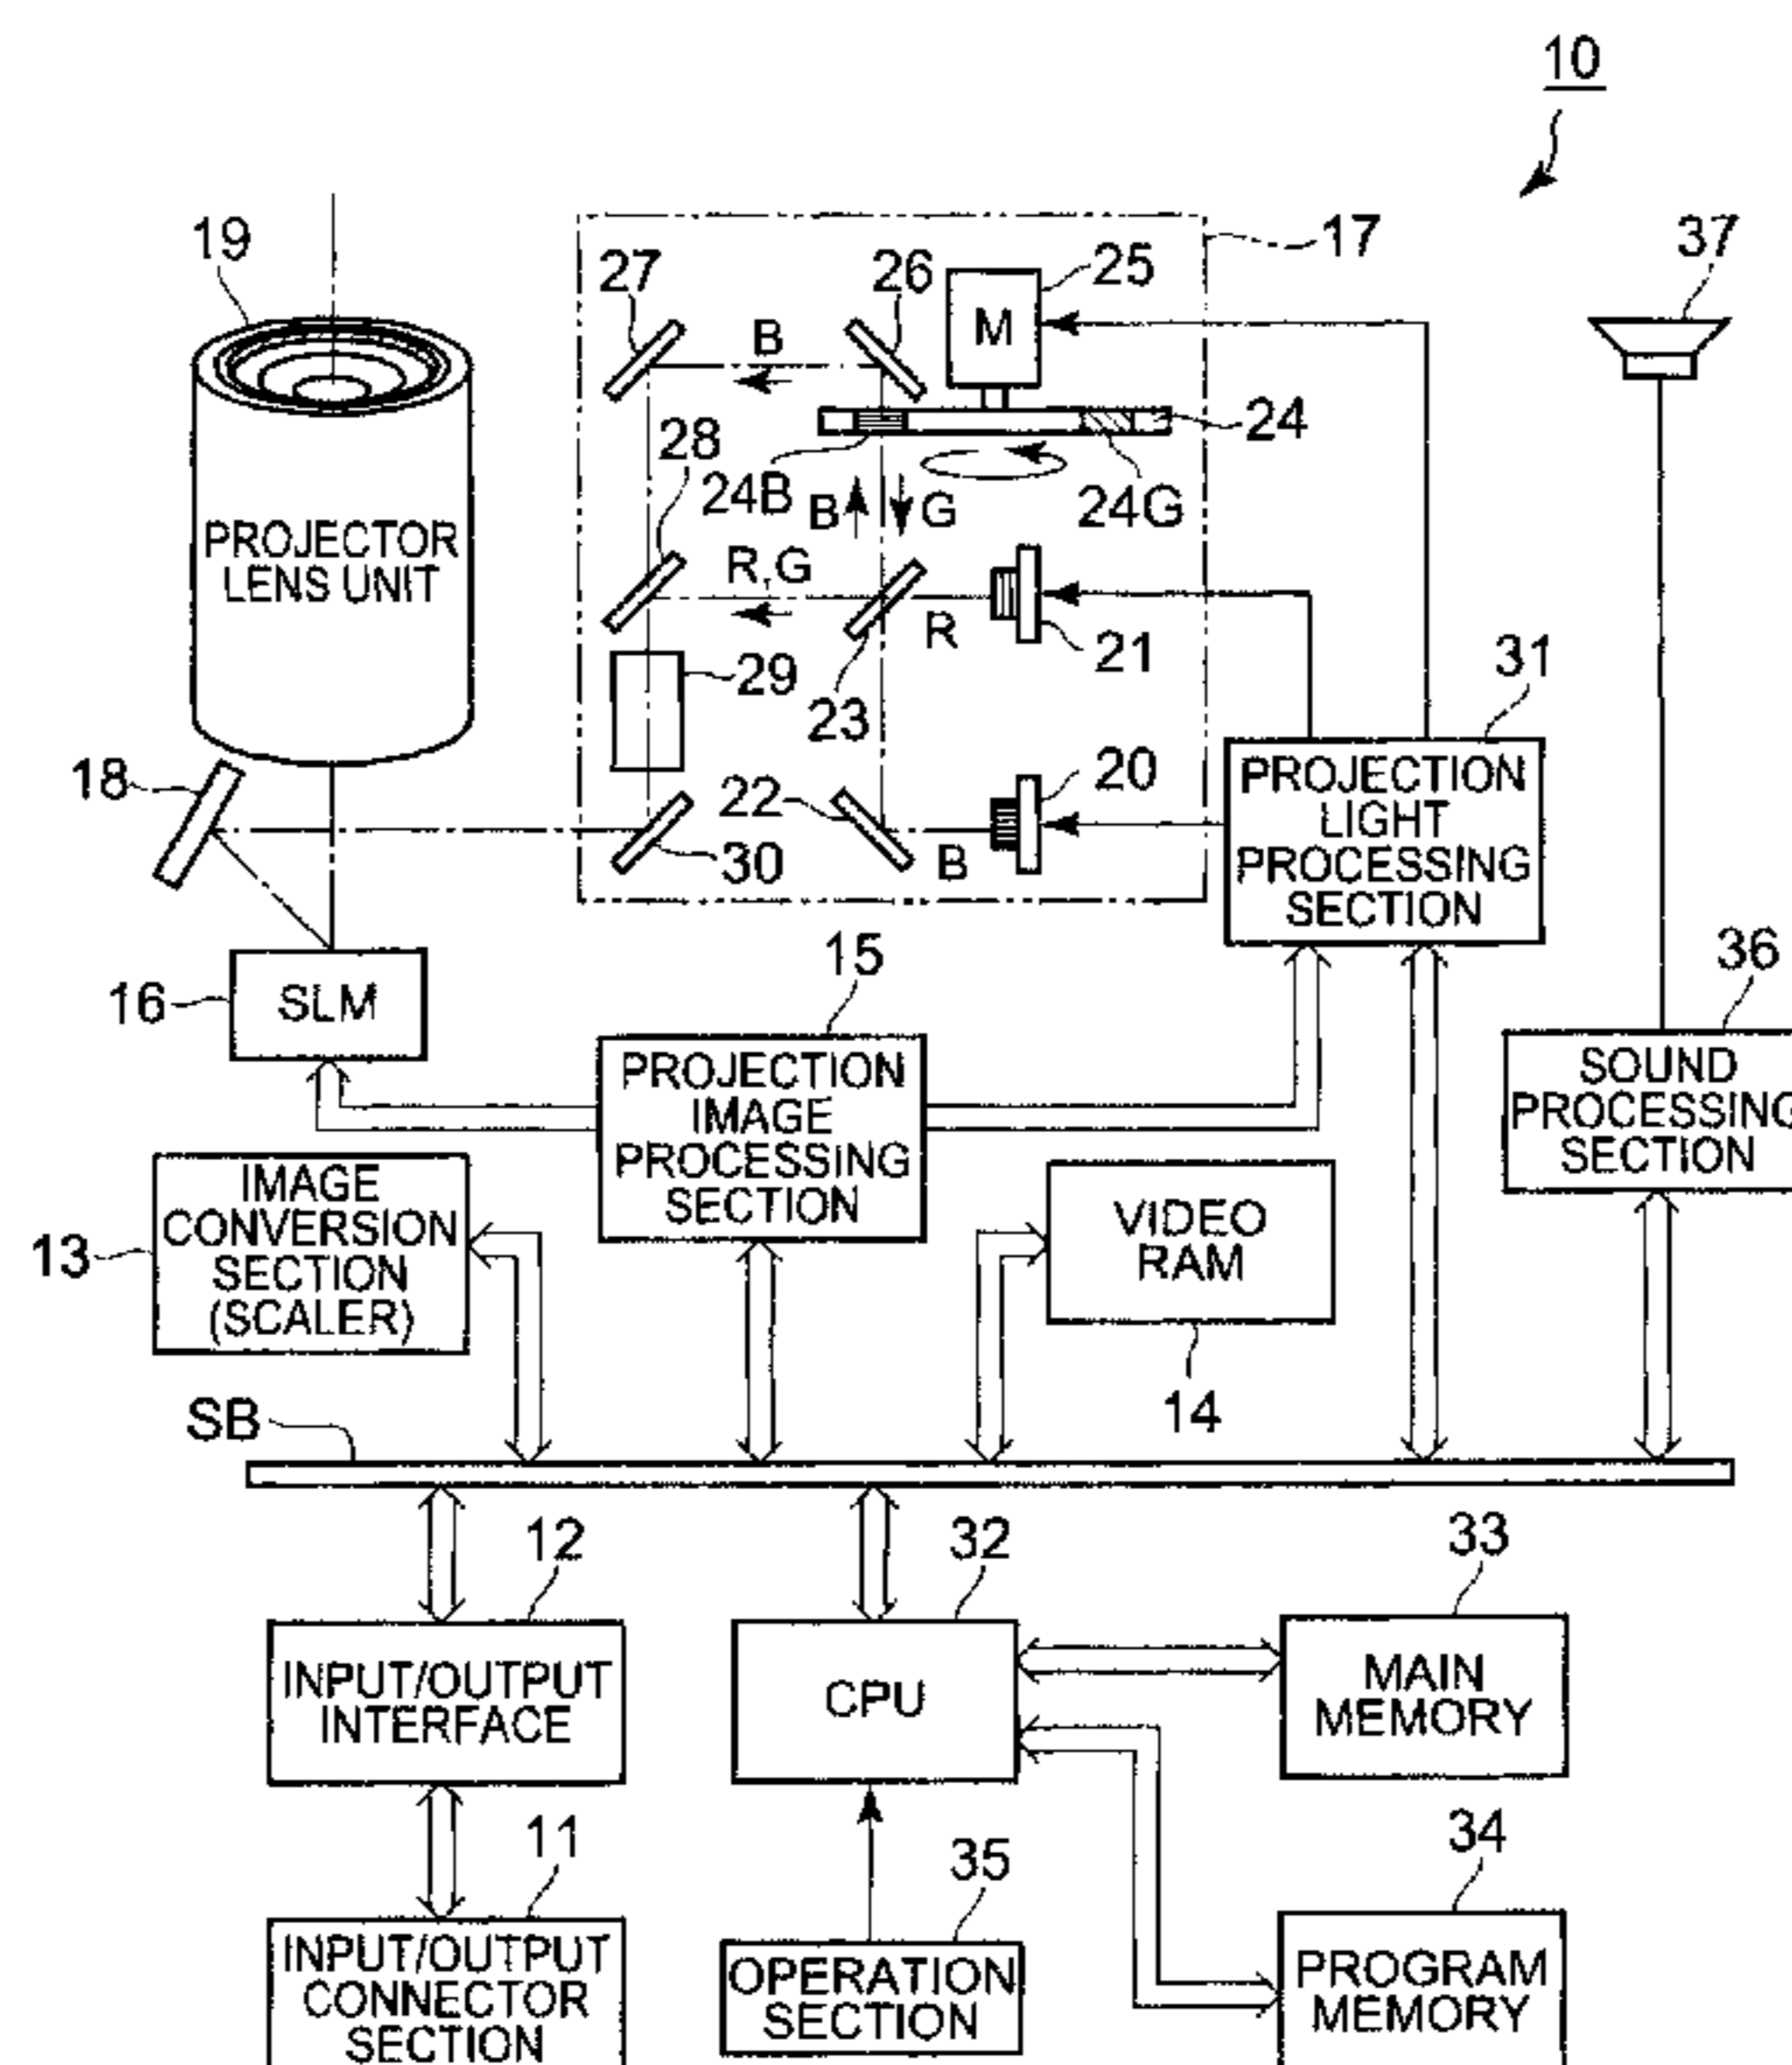 10
19
27
26
25
17
37
M
B
24
28
24B
B
G
24G
PROJECTOR
LENS UNIT
R,G
R
21
29
23
31
18
22
20
30
B
PROJECTION
LIGHT
PROCESSING
SECTION
15
36
16
SLM
PROJECTION
IMAGE
PROCESSING
SECTION
SOUND
PROCESSING
SECTION
13
IMAGE
CONVERSION
SECTION
(SCALER)
VIDEO
RAM
14
SB
12
32
33
INPUT/OUTPUT
INTERFACE
CPU
MAIN
MEMORY
11
35
34
INPUT/OUTPUT
CONNECTOR
SECTION
OPERATION
SECTION
PROGRAM
MEMORY